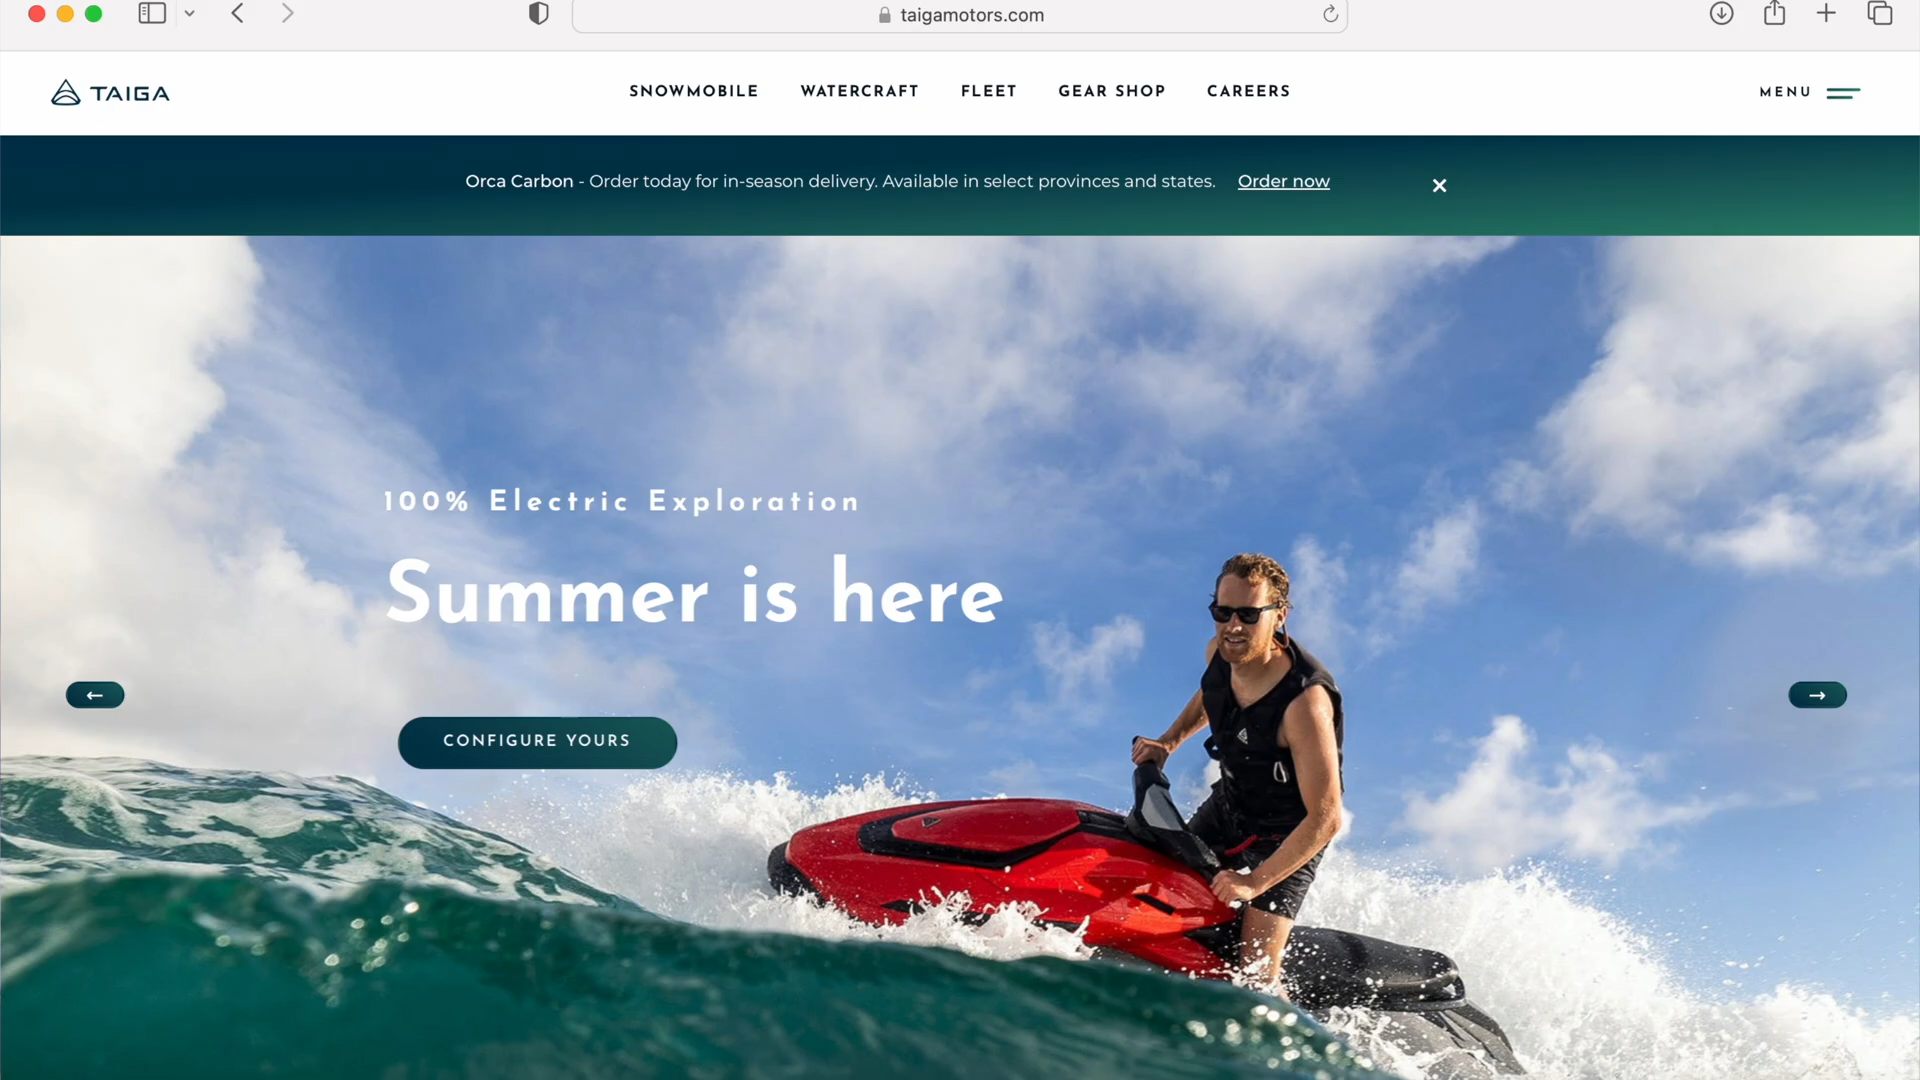 taigamotors.com
TAIGA
SNOWMOBILE
WATERCRAFT
FLEET
GEAR SHOP
CAREERS
MENU
Orca Carbon - Order today for in-season delivery. Available in select provinces and states. Order now
100% Electric Exploration
Summer is here
CONFIGURE YOURS